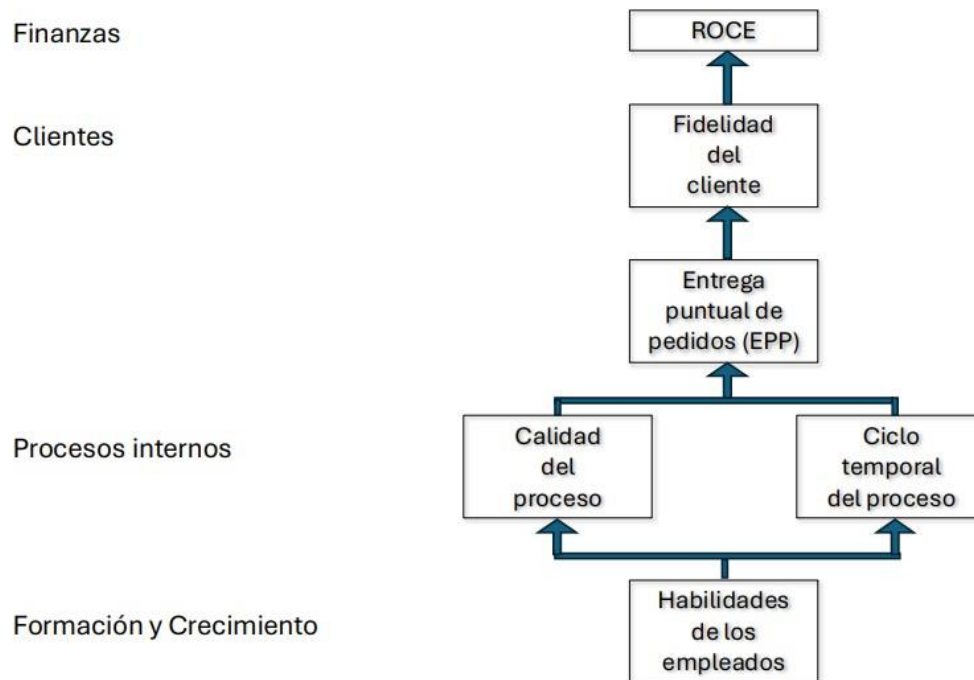 Finanzas
ROCE
Clientes
Fidelidad
del
cliente
Entrega
puntual de
pedidos (EPP)
Procesos internos
Calidad
del
proceso
Ciclo
temporal
del proceso
Formación y Crecimiento
Habilidades
de los
empleados